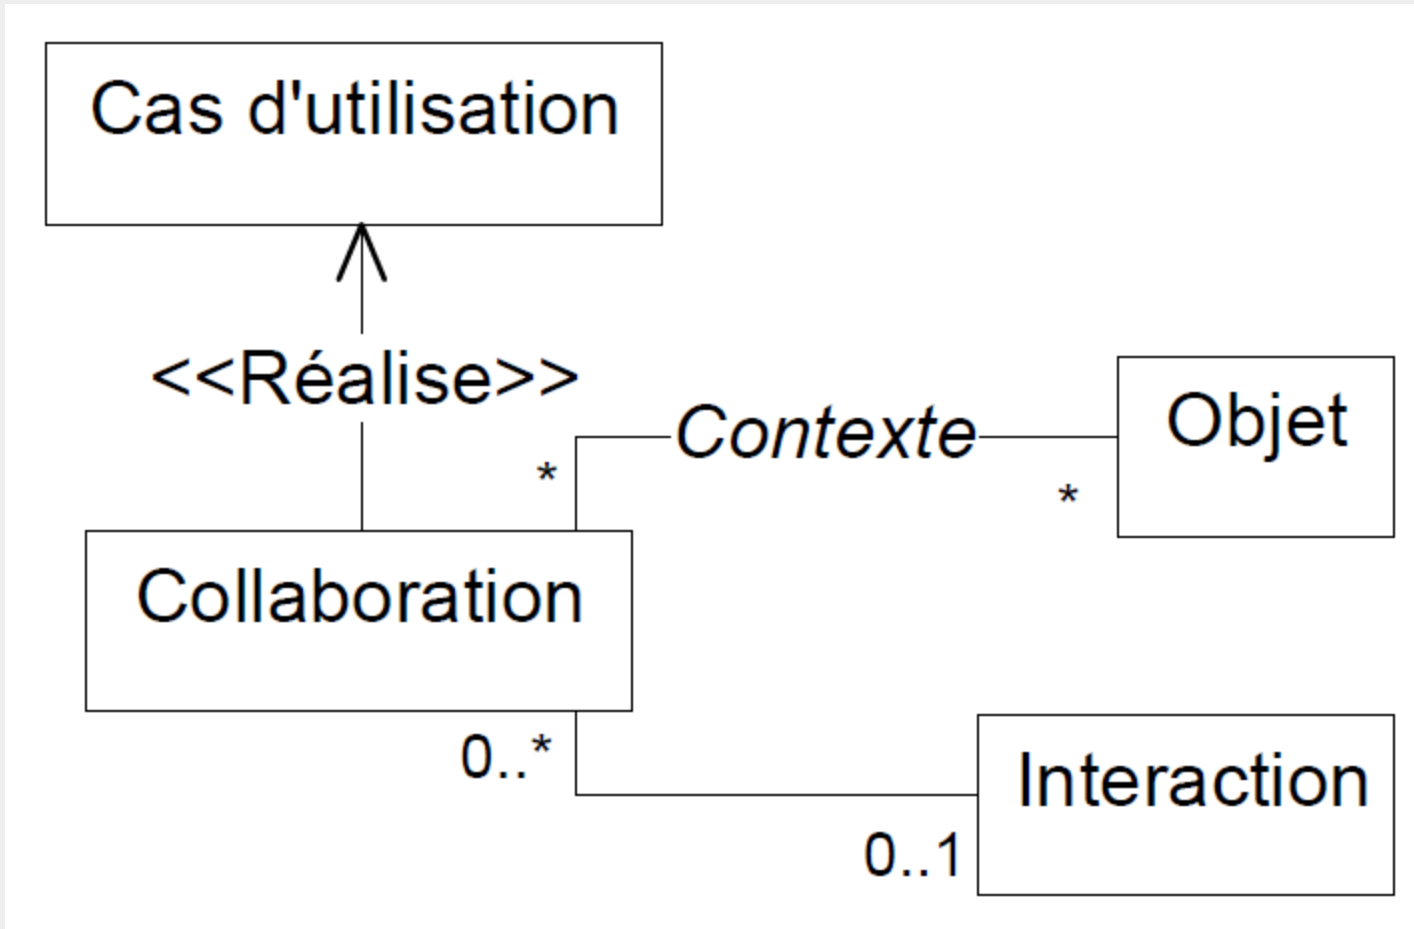 Cas d'utilisation
<<Réalise>>
Contexte
Objet
*
*
Collaboration
0..*
Interaction
0..1